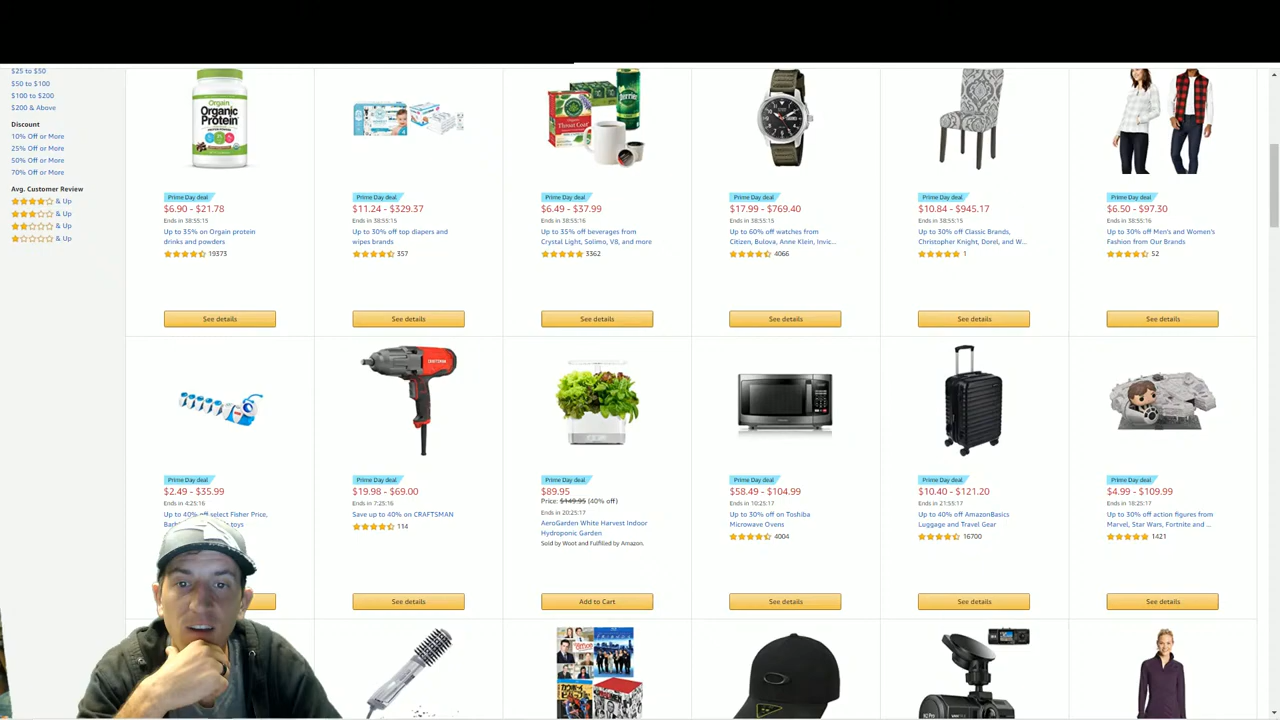 $25 to $50
$50 to $100
$100 to $200
$200 & Above
Discount
10% Off or More
25% Off or More
50% Off or More
70% Off or More
Avg. Customer Review
& Up
& Up
& Up
& Up
Orgain
Organic
Protein
Prime Day deal
$6.90 - $21.78
Ends in 38:55:15
Up to 35% on Orgain protein
drinks and powders
19373
See details
Prime Day deal
$11.24 - $329.37
Ends in 38:55:15
Up to 30% off top diapers and
wipes brands
357
See details
Throat Coat
Perrier
Prime Day deal
$6.49 - $37.99
Ends in 38:55:16
Up to 35% off beverages from
Crystal Light, Solimo, V8, and more
3362
See details
Prime Day deal
$17.99 - $769.40
Ends in 38:55:15
Up to 60% off watches from
Citizen, Bulova, Anne Klein, Invic...
4066
See details
Prime Day deal
$10.84 - $945.17
Ends in 38:55:15
Up to 30% off Classic Brands,
Christopher Knight, Dorel, and W...
1
See details
Prime Day deal
$6.50 - $97.30
Ends in 38:55:16
Up to 30% off Men's and Women's
Fashion from Our Brands
52
See details
Prime Day deal
$2.49 - $35.99
Ends in 4:25:16
Up to 40% off select Fisher Price,
toys
CRAFTSMAN
Prime Day deal
$19.98 - $69.00
Ends in 7:25:16
Save up to 40% on CRAFTSMAN
114
See details
Prime Day deal
$89.95
Price: $149.95 (40% off)
Ends in 20:25:17
AeroGarden White Harvest Indoor
Hydroponic Garden
Sold by Woot and Fulfilled by Amazon.
Add to Cart
Prime Day deal
$58.49 - $104.99
Ends in 10:25:17
Up to 30% on Toshiba
Microwave Ovens
4004
See details
Prime Day deal
$10.40 - $121.20
Ends in 21:55:17
Up to 40% off AmazonBasics
Luggage and Travel Gear
16700
See details
Prime Day deal
$4.99 - $109.99
Ends in 18:25:17
Up to 30% off action figures from
Marvel, Star Wars, Fortnite and ...
1421
See details
office
FRIENDS